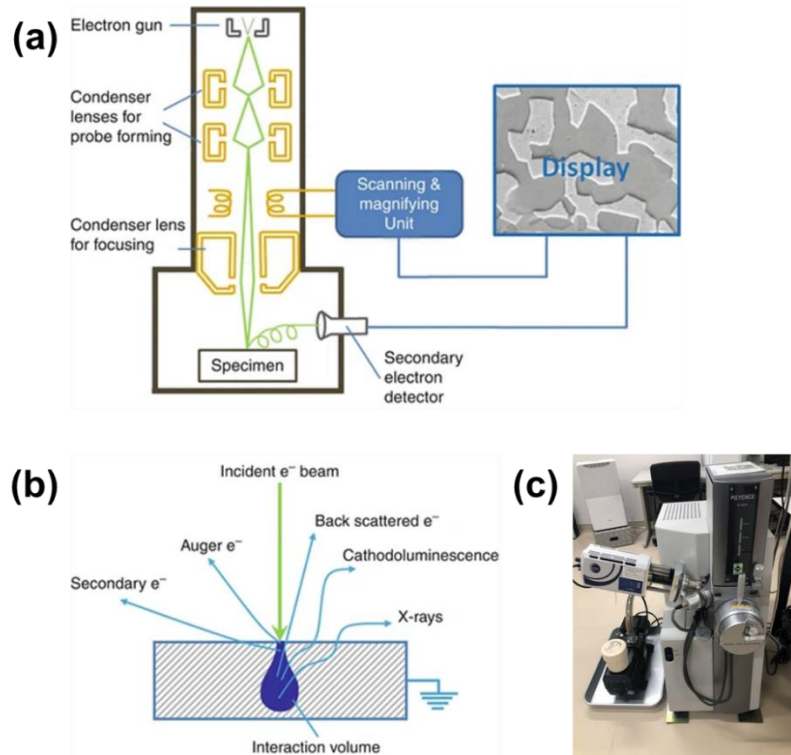 (a)
Electron gun
Condenser
lenses for
probe forming
Condenser lens
for focusing
Scanning &
magnifying
Unit
Display
Specimen
Secondary
electron
detector
(b)
Incident e⁻ beam
Back scattered e⁻
Auger e⁻
Cathodoluminescence
Secondary e⁻
X-rays
Interaction volume
(c)
KEYENCE